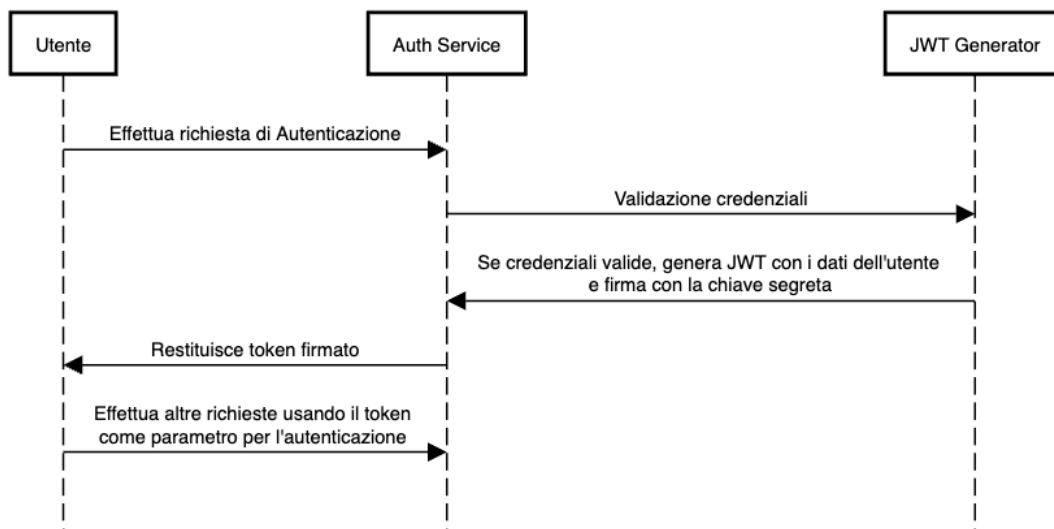 Utente
Auth Service
JWT Generator
Effettua richiesta di Autenticazione
Validazione credenziali
Se credenziali valide, genera JWT con i dati dell'utente
e firma con la chiave segreta
Restituisce token firmato
Effettua altre richieste usando il token
come parametro per l'autenticazione